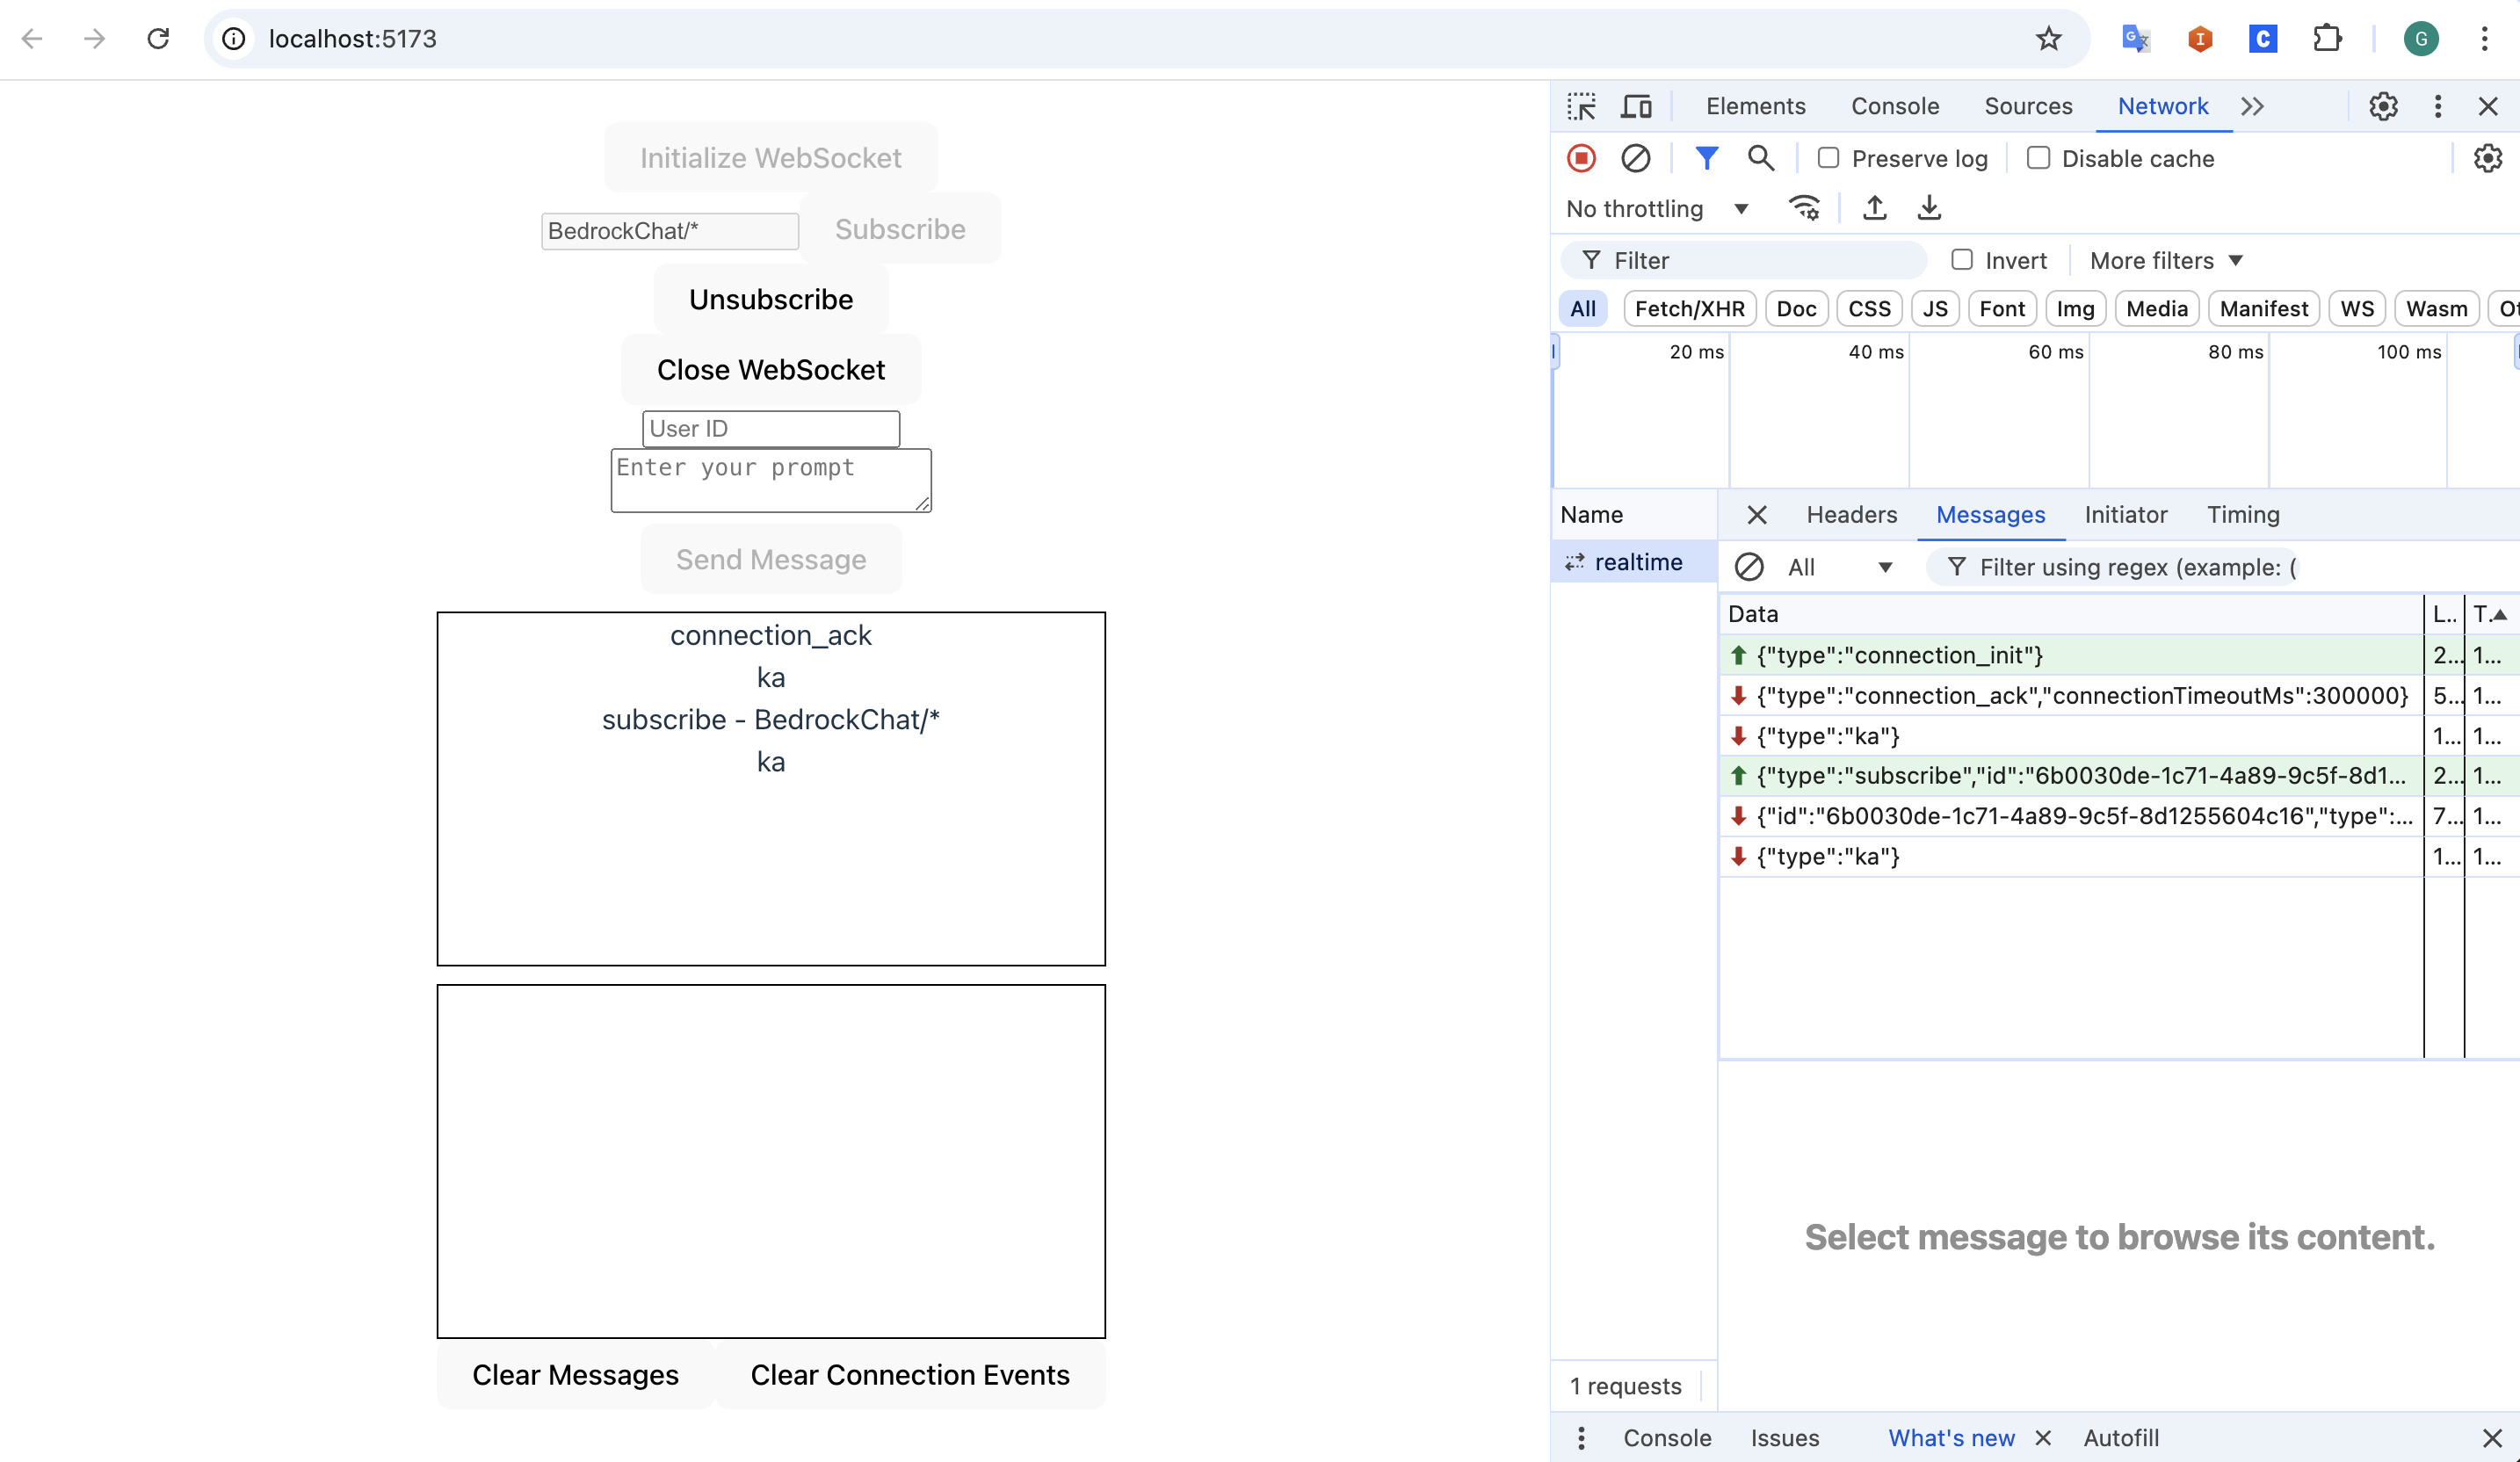 localhost:5173
G
Initialize WebSocket
BedrockChat/*
Subscribe
Unsubscribe
Close WebSocket
User ID
Enter your prompt
Send Message
connection_ack
ka
subscribe - BedrockChat/*
ka
Clear Messages
Clear Connection Events
Elements Console Sources Network
Preserve log Disable cache
No throttling
Filter Invert More filters
All Fetch/XHR Doc CSS JS Font Img Media Manifest WS Wasm Ot
20 ms 40 ms 60 ms 80 ms 100 ms
Name
realtime
Headers Messages Initiator Timing
All Filter using regex (example: (
Data L.. T.
{"type":"connection_init"} 2... 1...
{"type":"connection_ack","connectionTimeoutMs":300000} 5... 1...
{"type":"ka"} 1... 1...
{"type":"subscribe","id":"6b0030de-1c71-4a89-9c5f-8d1... 2... 1...
{"id":"6b0030de-1c71-4a89-9c5f-8d1255604c16","type":... 7... 1...
{"type":"ka"} 1... 1...
Select message to browse its content.
1 requests
Console Issues What's new Autofill